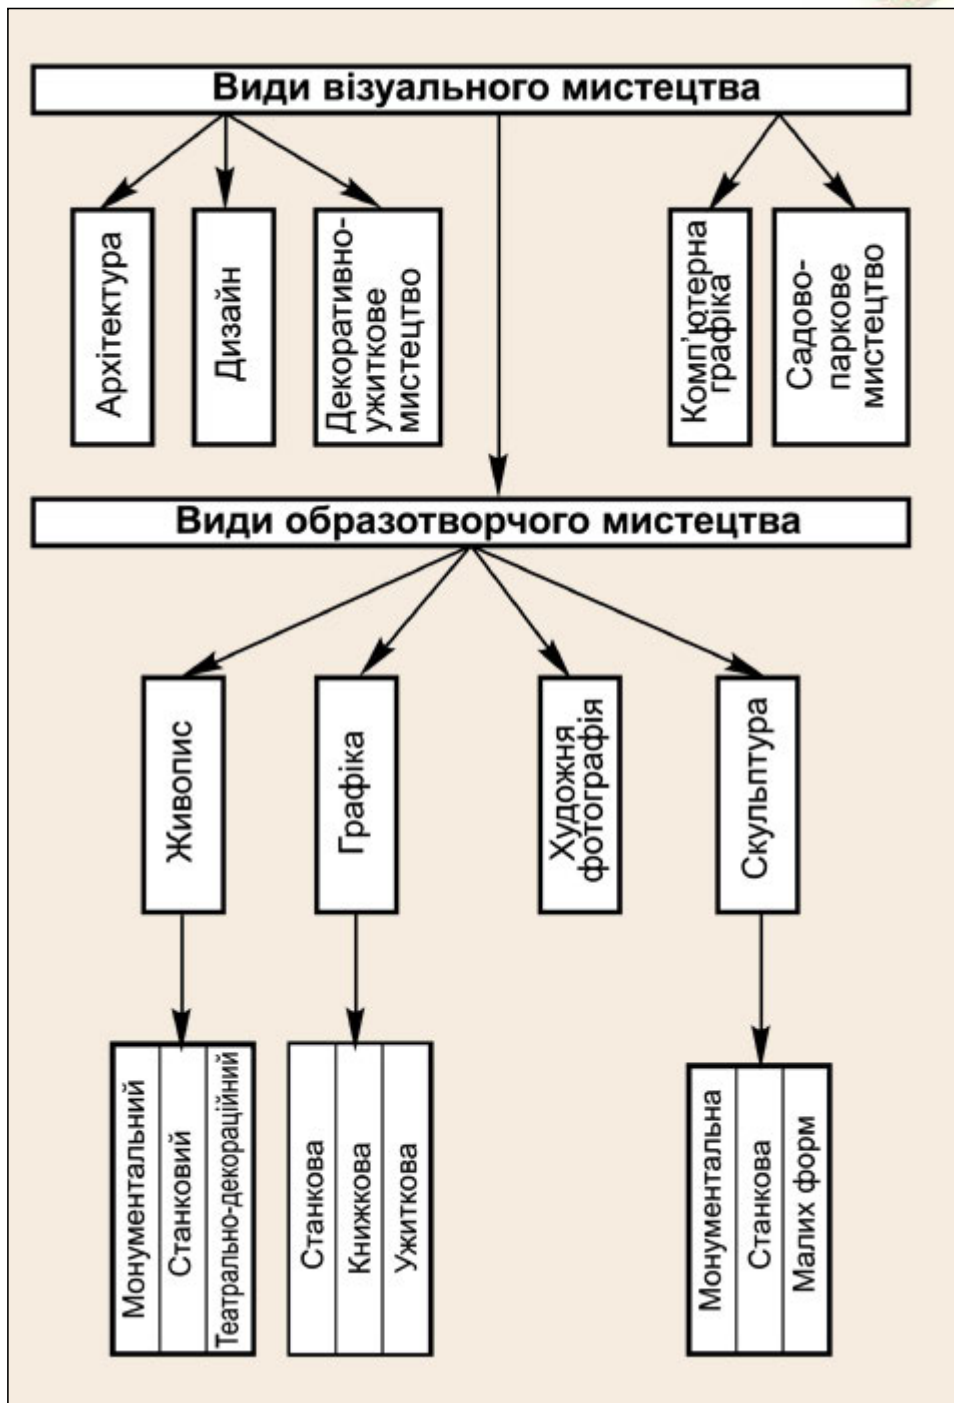 Види візуального мистецтва
Архітектура
Дизайн
Декоративно-
ужиткове
мистецтво
Комп'ютерна
графіка
Садово-
паркове
мистецтво
Види образотворчого мистецтва
Живопис
Графіка
Художня
фотографія
Скульптура
Монументальний
Станковий
Театрально-декораційний
Станкова
Книжкова
Ужиткова
Монументальна
Станкова
Малих форм